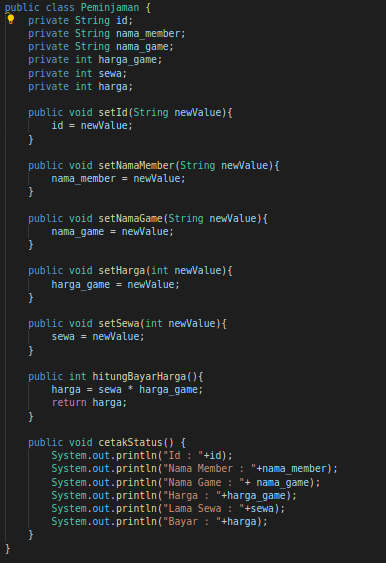 public class Peminjaman {
    private String id;
    private String nama_member;
    private String nama_game;
    private int harga_game;
    private int sewa;
    private int harga;

    public void setId(String newValue){
        id = newValue;
    }

    public void setNamaMember(String newValue){
        nama_member = newValue;
    }

    public void setNamaGame(String newValue){
        nama_game = newValue;
    }

    public void setHarga(int newValue){
        harga_game = newValue;
    }

    public void setSewa(int newValue){
        sewa = newValue;
    }

    public int hitungBayarHarga(){
        harga = sewa * harga_game;
        return harga;
    }

    public void cetakStatus() {
        System.out.println("Id : "+id);
        System.out.println("Nama Member : "+nama_member);
        System.out.println("Nama Game : "+ nama_game);
        System.out.println("Harga : "+harga_game);
        System.out.println("Lama Sewa : "+sewa);
        System.out.println("Bayar : "+harga);
    }
}